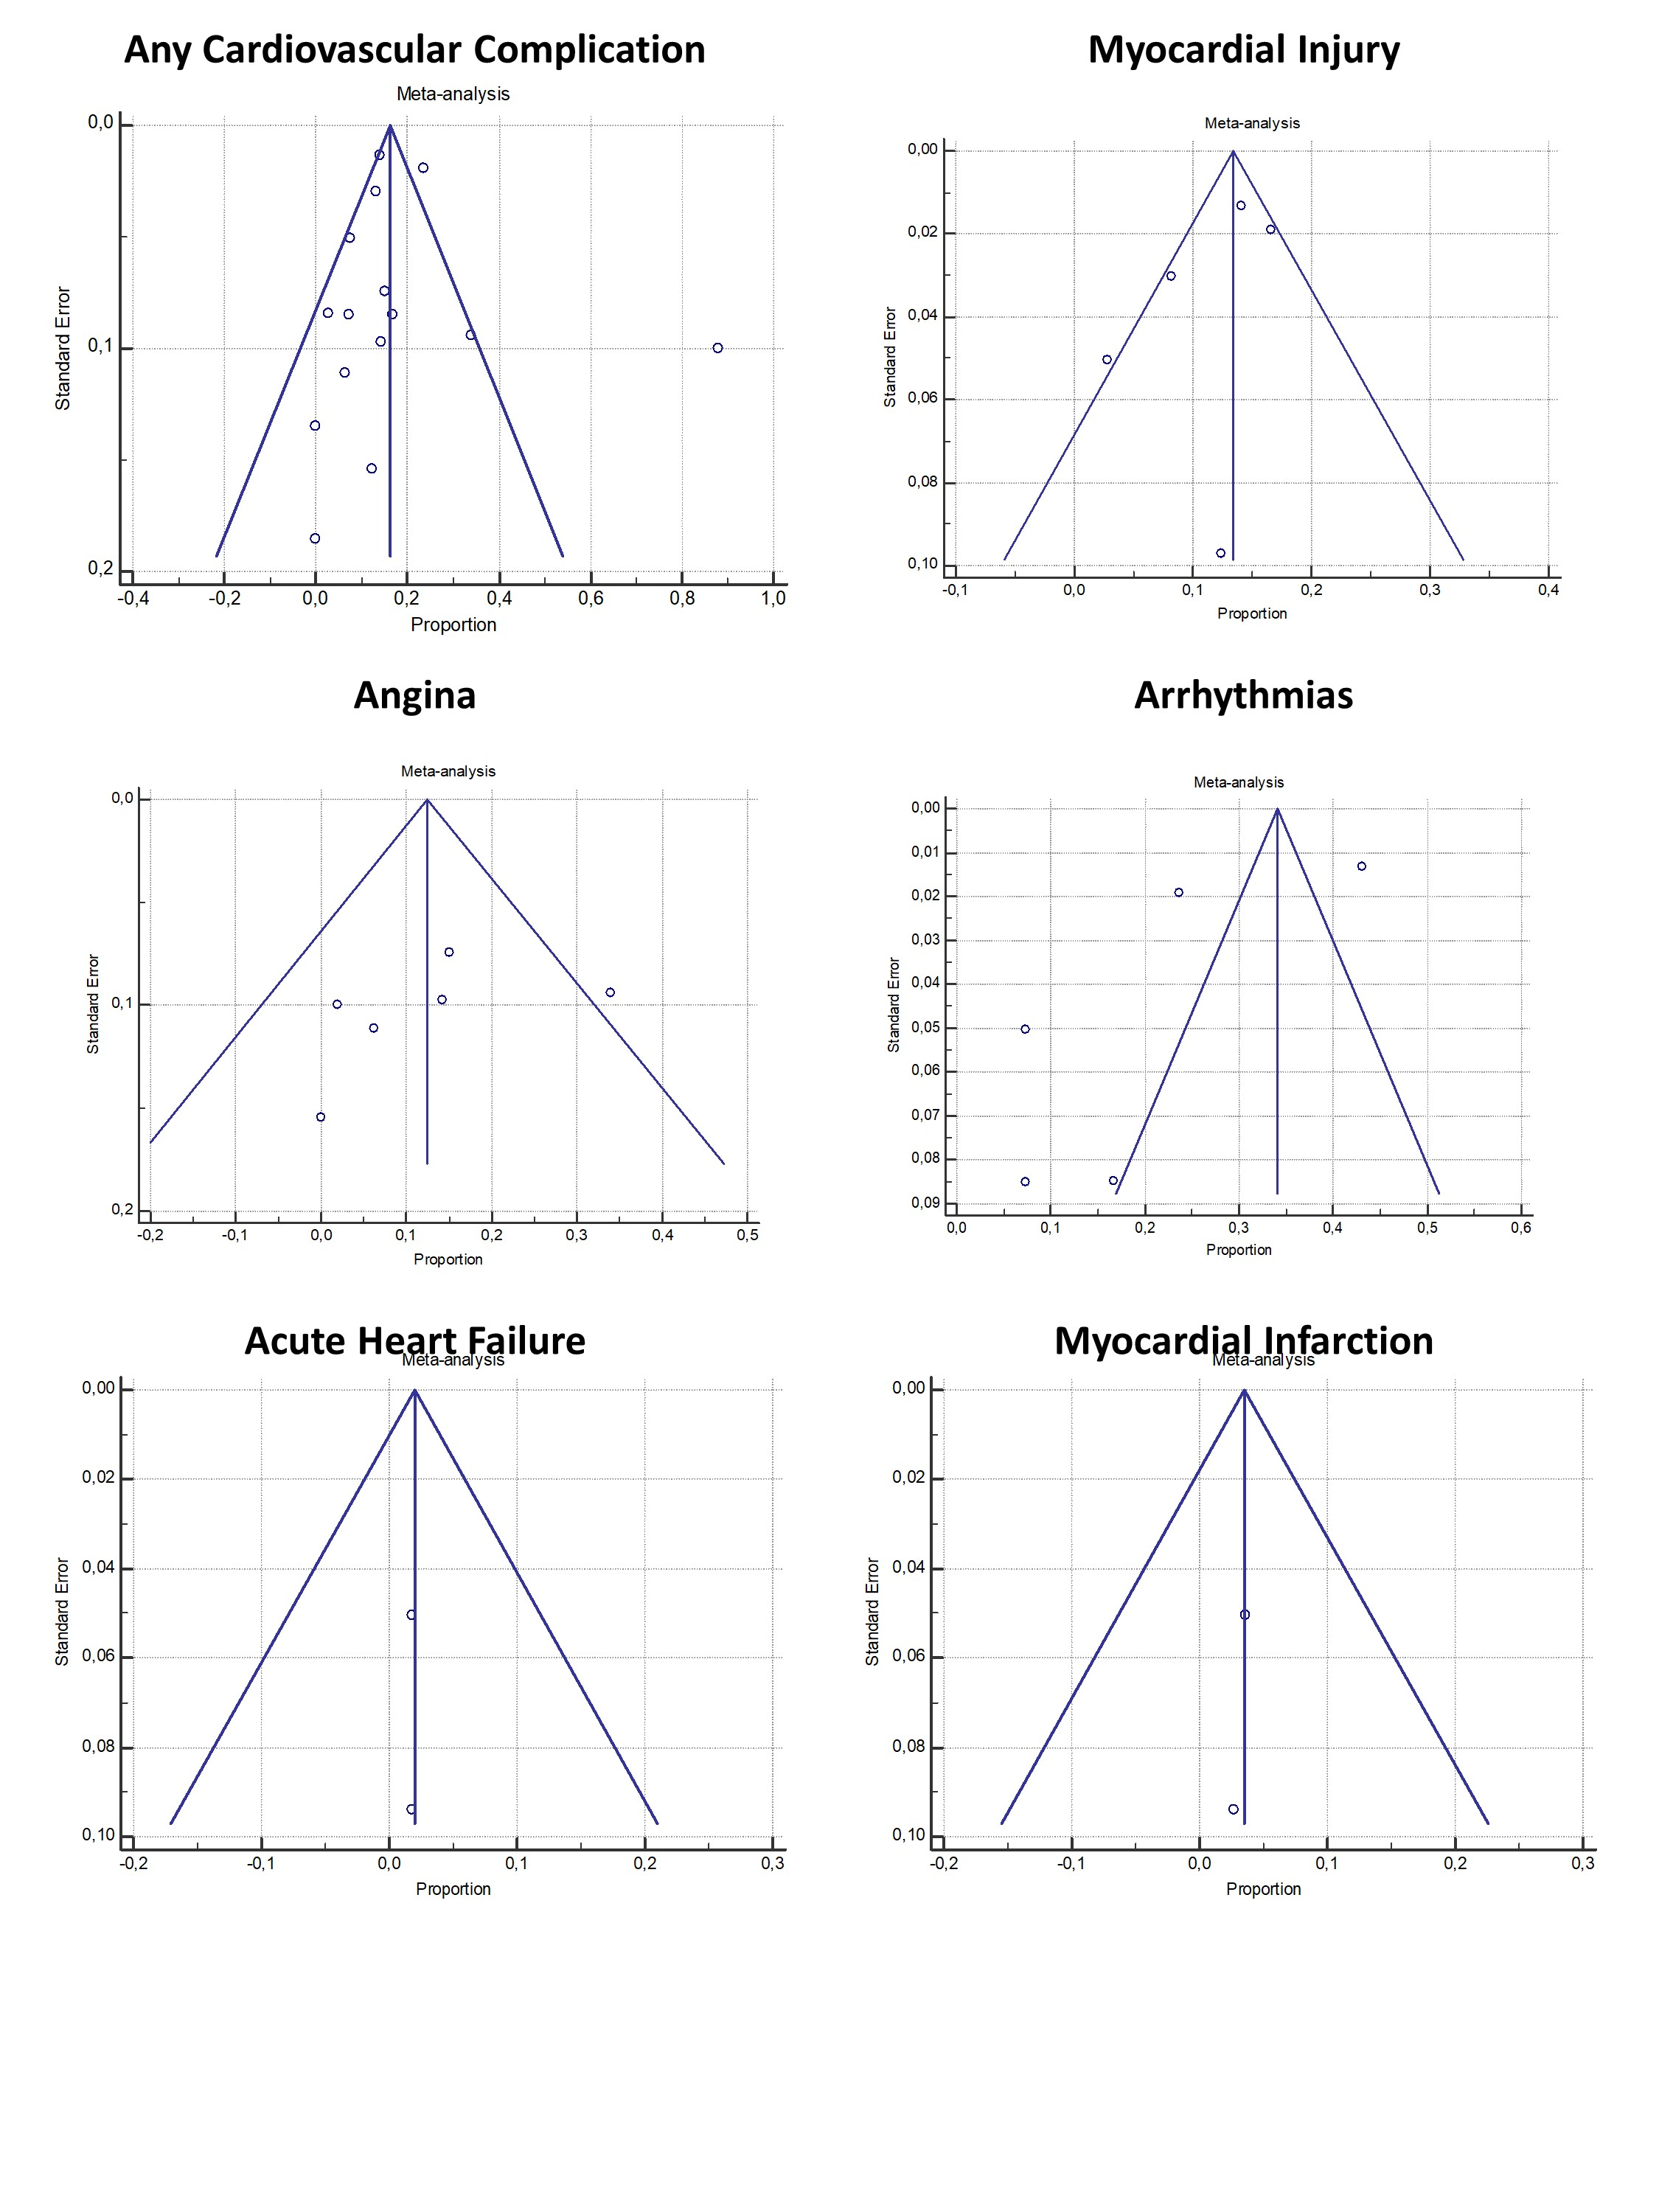 Any Cardiovascular Complication
Meta-analysis
0,0
0,1
0,2
Standard Error
-0,4 -0,2 0,0 0,2 0,4 0,6 0,8 1,0
Proportion
Myocardial Injury
Meta-analysis
0,00
0,02
0,04
0,06
0,08
0,10
Standard Error
-0,1 0,0 0,1 0,2 0,3 0,4
Proportion
Angina
Meta-analysis
0,0
0,1
0,2
Standard Error
-0,2 -0,1 0,0 0,1 0,2 0,3 0,4 0,5
Proportion
Arrhythmias
Meta-analysis
0,00
0,01
0,02
0,03
0,04
0,05
0,06
0,07
0,08
0,09
Standard Error
0,0 0,1 0,2 0,3 0,4 0,5 0,6
Proportion
Acute Heart Failure
Meta-analysis
0,00
0,02
0,04
0,06
0,08
0,10
Standard Error
-0,2 -0,1 0,0 0,1 0,2 0,3
Proportion
Myocardial Infarction
Meta-analysis
0,00
0,02
0,04
0,06
0,08
0,10
Standard Error
-0,2 -0,1 0,0 0,1 0,2 0,3
Proportion